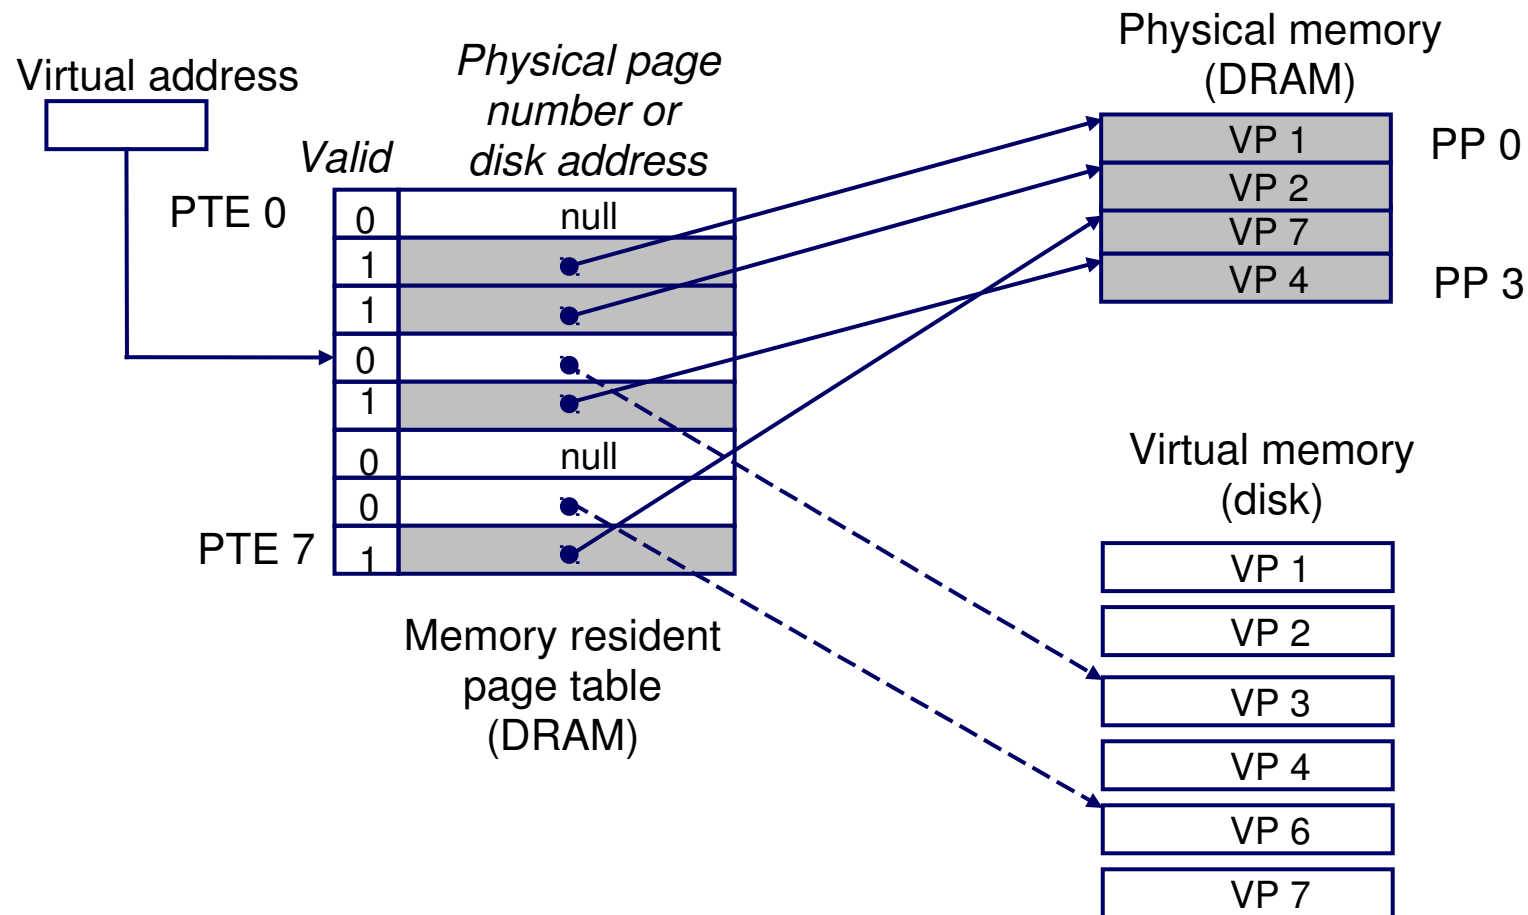 Virtual address
Physical page
number or
disk address
Valid
PTE 0
0
null
1
1
0
1
0
null
0
PTE 7
1
Memory resident
page table
(DRAM)
Physical memory
(DRAM)
VP 1
PP 0
VP 2
VP 7
VP 4
PP 3
Virtual memory
(disk)
VP 1
VP 2
VP 3
VP 4
VP 6
VP 7